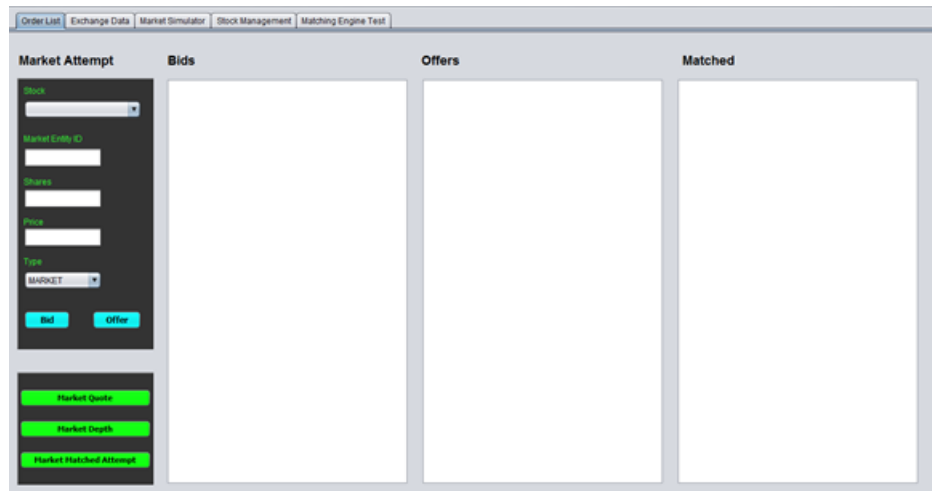 Order List Exchange Data Market Simulator Stock Management Matching Engine Test
Market Attempt Bids Offers Matched
Stock
Market Entity ID
Shares
Price
Type
MARKET
Bid Offer
Market Quote
Market Depth
Market Matched Attempt